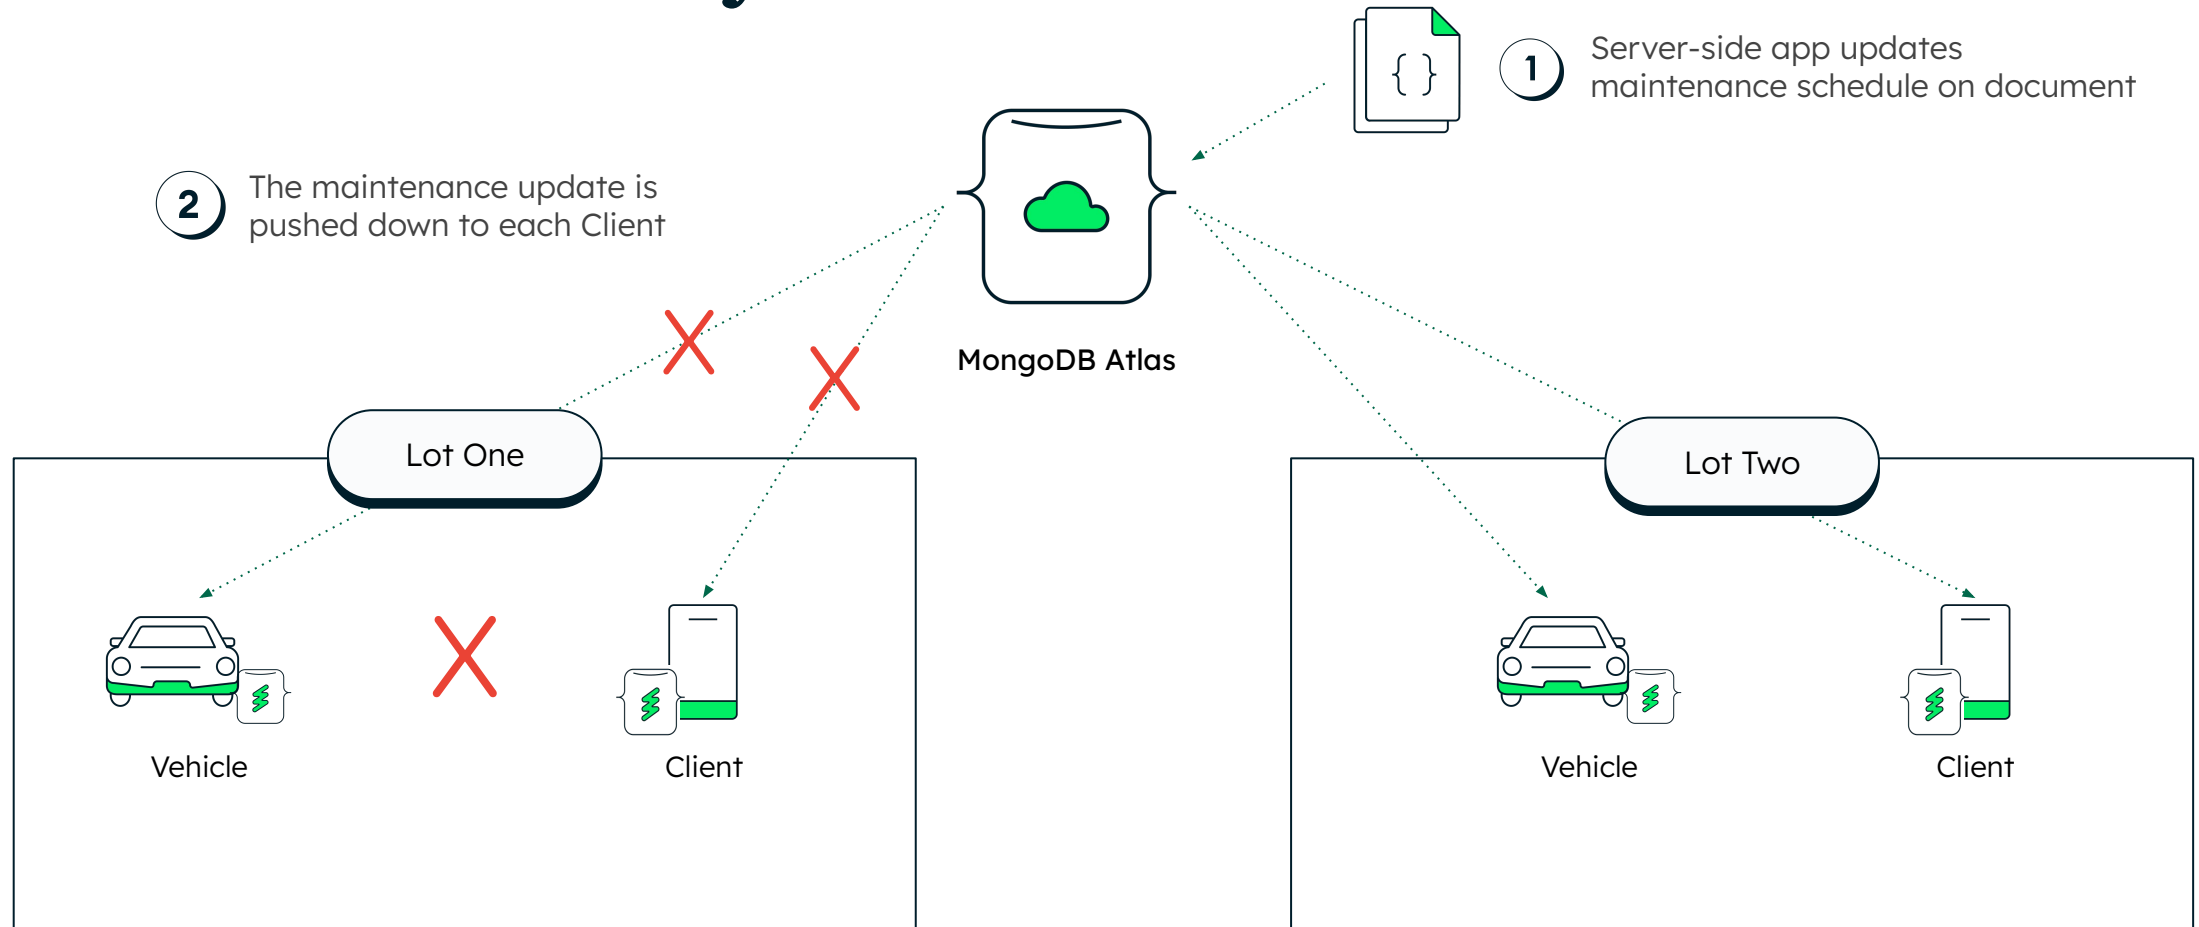 1
Server-side app updates
maintenance schedule on document
2
The maintenance update is
pushed down to each Client
MongoDB Atlas
Lot One
Lot Two
Vehicle
Client
Vehicle
Client